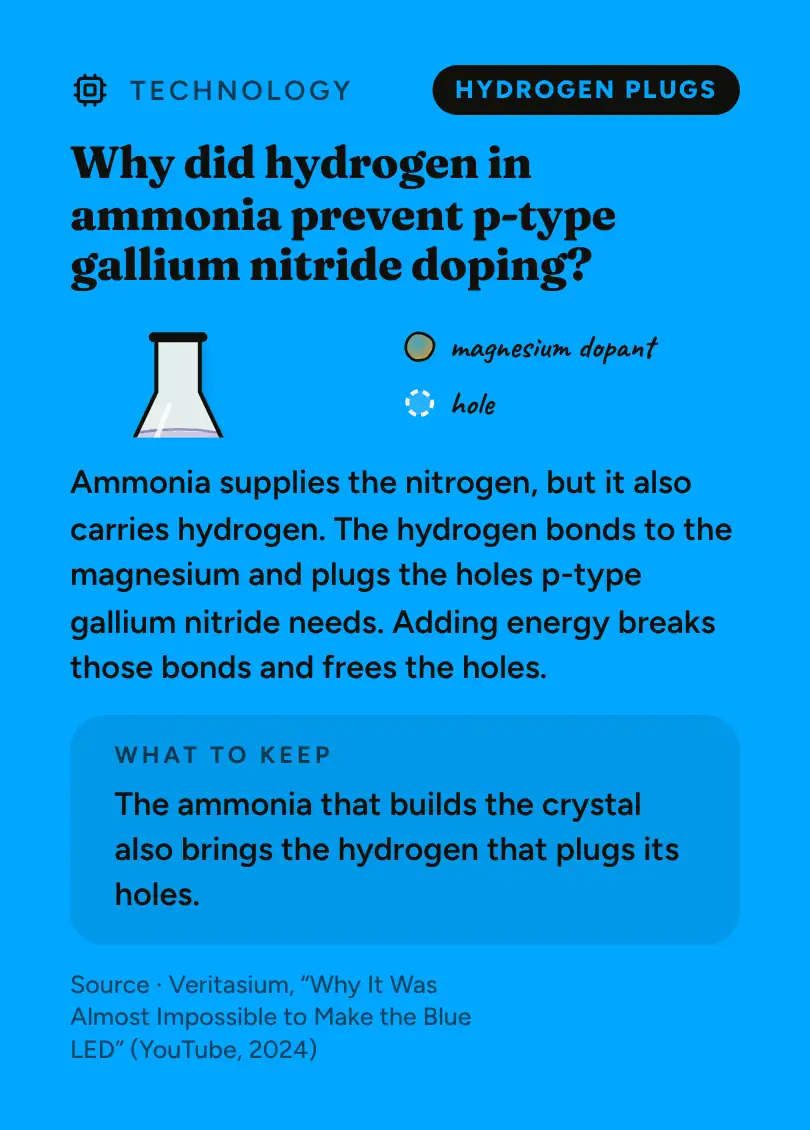 TECHNOLOGY
HYDROGEN PLUGS
Why did hydrogen in
ammonia prevent p-type
gallium nitride doping?
magnesium dopant
hole
Ammonia supplies the nitrogen, but it also
carries hydrogen. The hydrogen bonds to the
magnesium and plugs the holes p-type
gallium nitride needs. Adding energy breaks
those bonds and frees the holes.
WHAT TO KEEP
The ammonia that builds the crystal
also brings the hydrogen that plugs its
holes.
Source · Veritasium, “Why It Was
Almost Impossible to Make the Blue
LED” (YouTube, 2024)